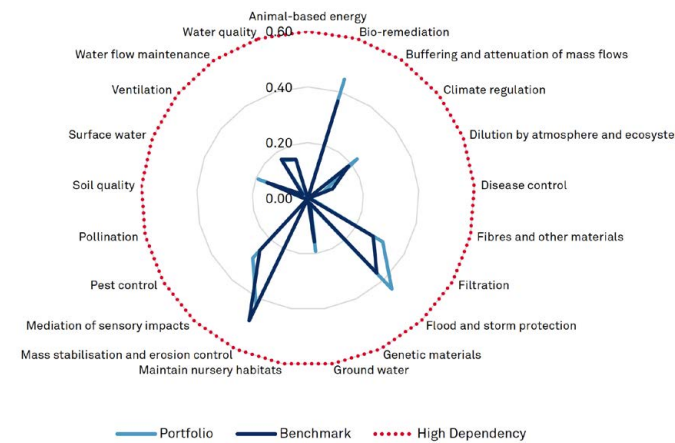 Animal-based energy
Water quality 0.60 Bio-remediation
Water flow maintenance Buffering and attenuation of mass flows
Ventilation 0.40 Climate regulation
Surface water 0.20 Dilution by atmosphere and ecosyste
Soil quality 0.00 Disease control
Pollination Fibres and other materials
Pest control Filtration
Mediation of sensory impacts Flood and storm protection
Mass stabilisation and erosion control Genetic materials
Maintain nursery habitats Ground water
Portfolio Benchmark High Dependency